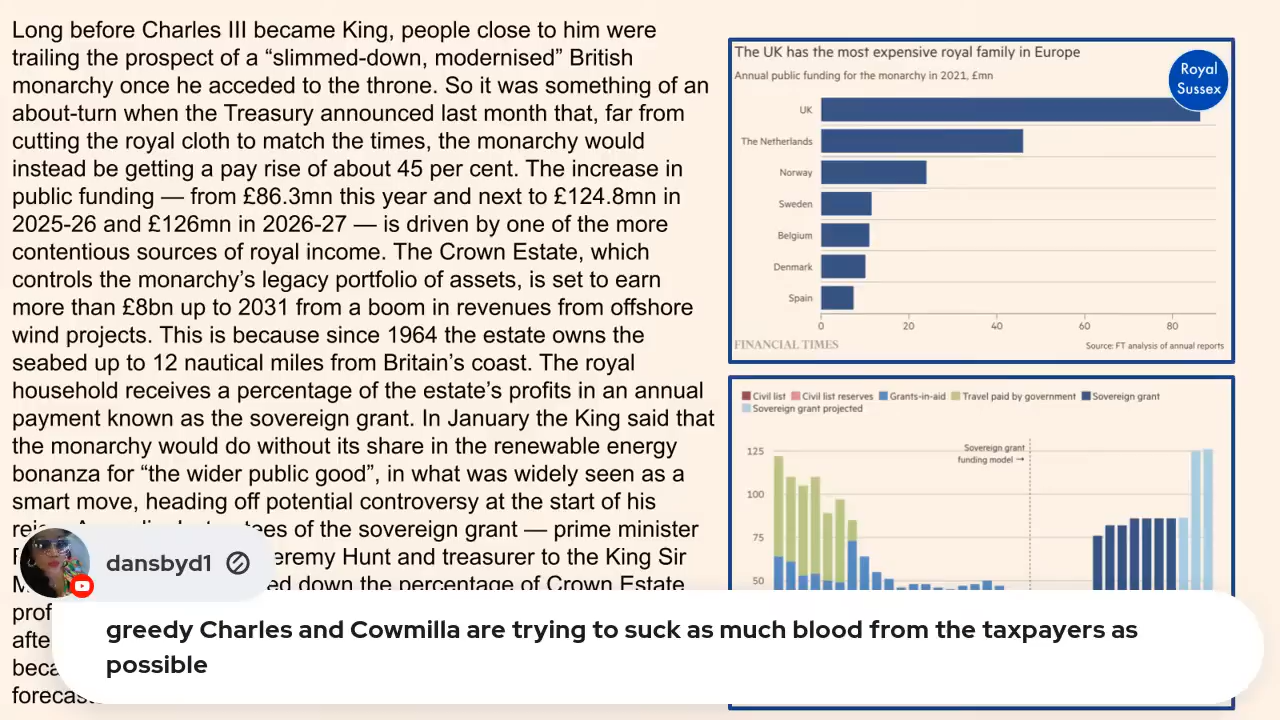 Long before Charles III became King, people close to him were
trailing the prospect of a “slimmed-down, modernised” British
monarchy once he acceded to the throne. So it was something of an
about-turn when the Treasury announced last month that, far from
cutting the royal cloth to match the times, the monarchy would
instead be getting a pay rise of about 45 per cent. The increase in
public funding — from £86.3mn this year and next to £124.8mn in
2025-26 and £126mn in 2026-27 — is driven by one of the more
contentious sources of royal income. The Crown Estate, which
controls the monarchy’s legacy portfolio of assets, is set to earn
more than £8bn up to 2031 from a boom in revenues from offshore
wind projects. This is because since 1964 the estate owns the
seabed up to 12 nautical miles from Britain’s coast. The royal
household receives a percentage of the estate’s profits in an annual
payment known as the sovereign grant. In January the King said that
the monarchy would do without its share in the renewable energy
bonanza for “the wider public good”, in what was widely seen as a
smart move, heading off potential controversy at the start of his
of the sovereign grant — prime minister
Hunt and treasurer to the King Sir
down the percentage of Crown Estate
dansbyd1
greedy Charles and Cowmilla are trying to suck as much blood from the taxpayers as
possible
The UK has the most expensive royal family in Europe
Annual public funding for the monarchy in 2021, £mn
Royal
Sussex
UK
The Netherlands
Norway
Sweden
Belgium
Denmark
Spain
0 20 40 60 80
FINANCIAL TIMES
Source: FT analysis of annual reports
Civil list Civil list reserves Grants-in-aid Travel paid by government Sovereign grant
Sovereign grant projected
Sovereign grant
funding model →
125
100
75
50